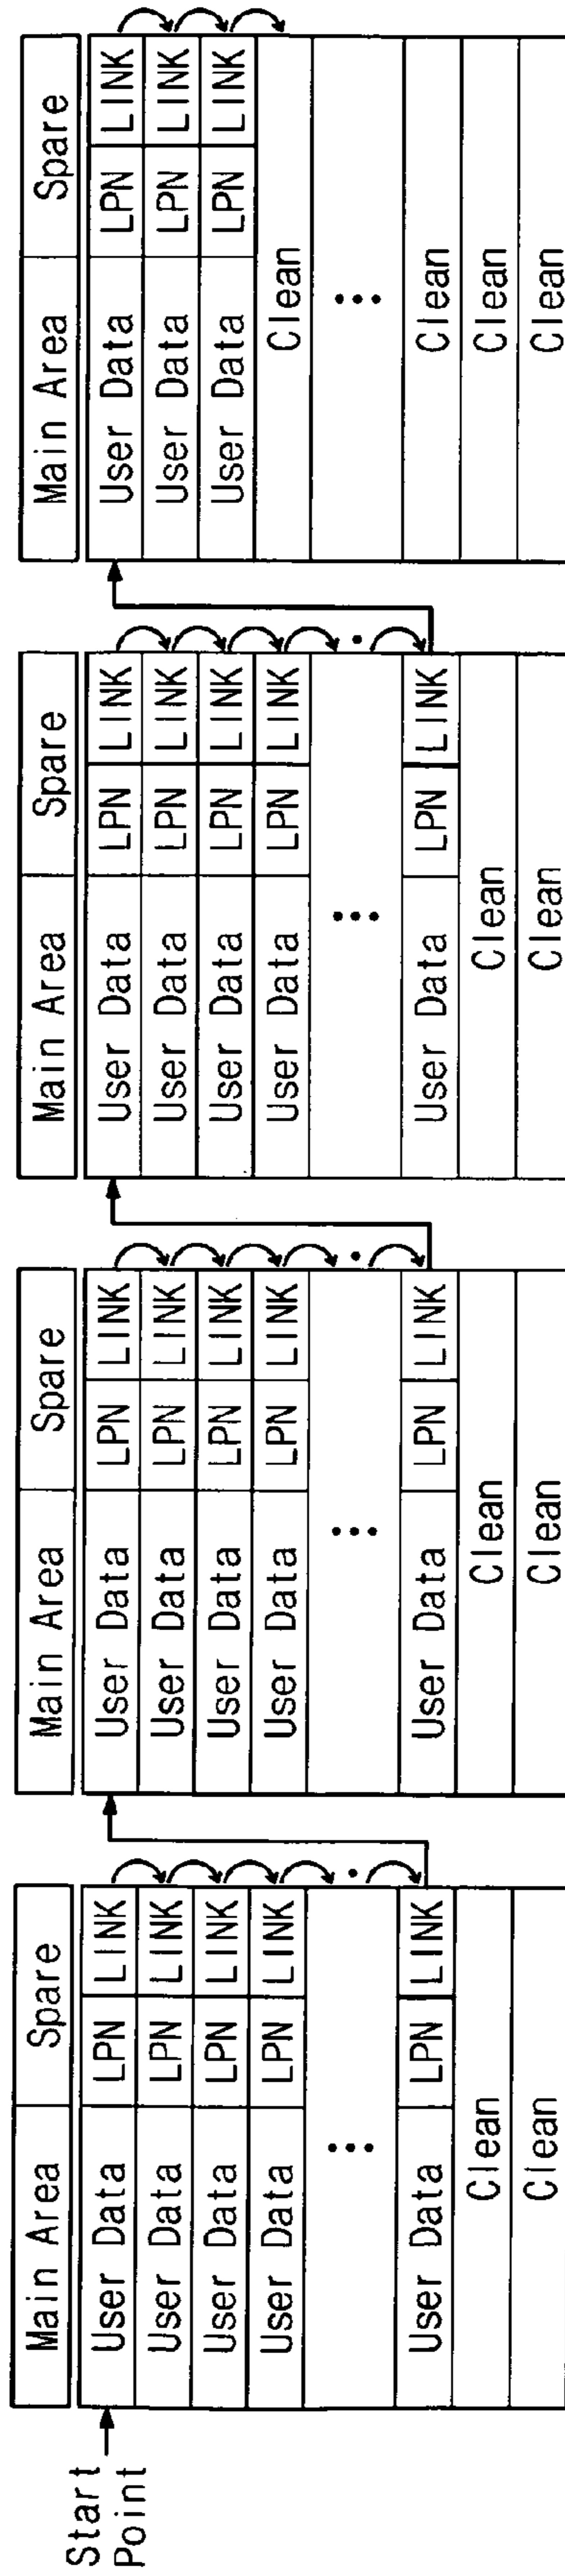 Start
Point
Main Area Spare
User Data LPN LINK
User Data LPN LINK
User Data LPN LINK
User Data LPN LINK
...
User Data LPN LINK
Clean
Clean
Main Area Spare
User Data LPN LINK
User Data LPN LINK
User Data LPN LINK
User Data LPN LINK
...
User Data LPN LINK
Clean
Clean
Main Area Spare
User Data LPN LINK
User Data LPN LINK
User Data LPN LINK
User Data LPN LINK
...
User Data LPN LINK
Clean
Clean
Main Area Spare
User Data LPN LINK
User Data LPN LINK
User Data LPN LINK
Clean
...
Clean
Clean
Clean